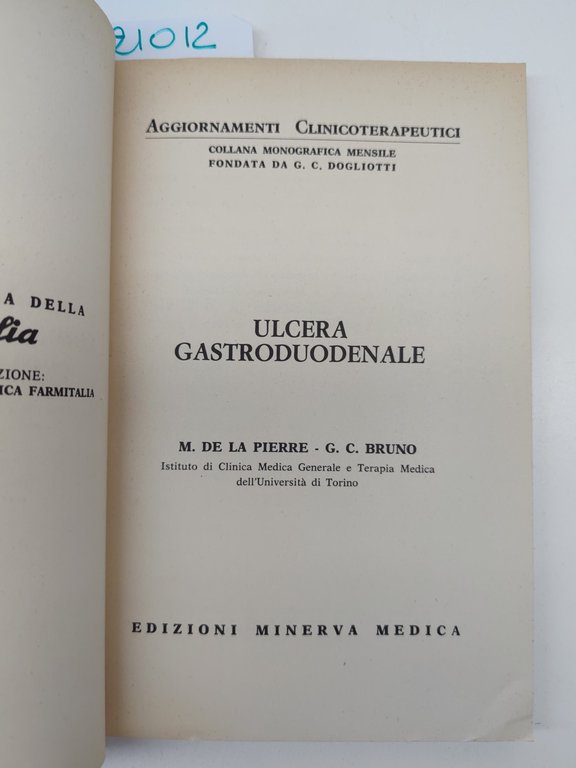 21012
A DELLA
lia
ZIONE:
ICA FARMITALIA
AGGIORNAMENTI CLINICOTERAPEUTICI
COLLANA MONOGRAFICA MENSILE
FONDATA DA G. C. DOGLIOTTI
ULCERA
GASTRODUODENALE
M. DE LA PIERRE - G. C. BRUNO
Istituto di Clinica Medica Generale e Terapia Medica
dell'Università di Torino
EDIZIONI MINERVA MEDICA